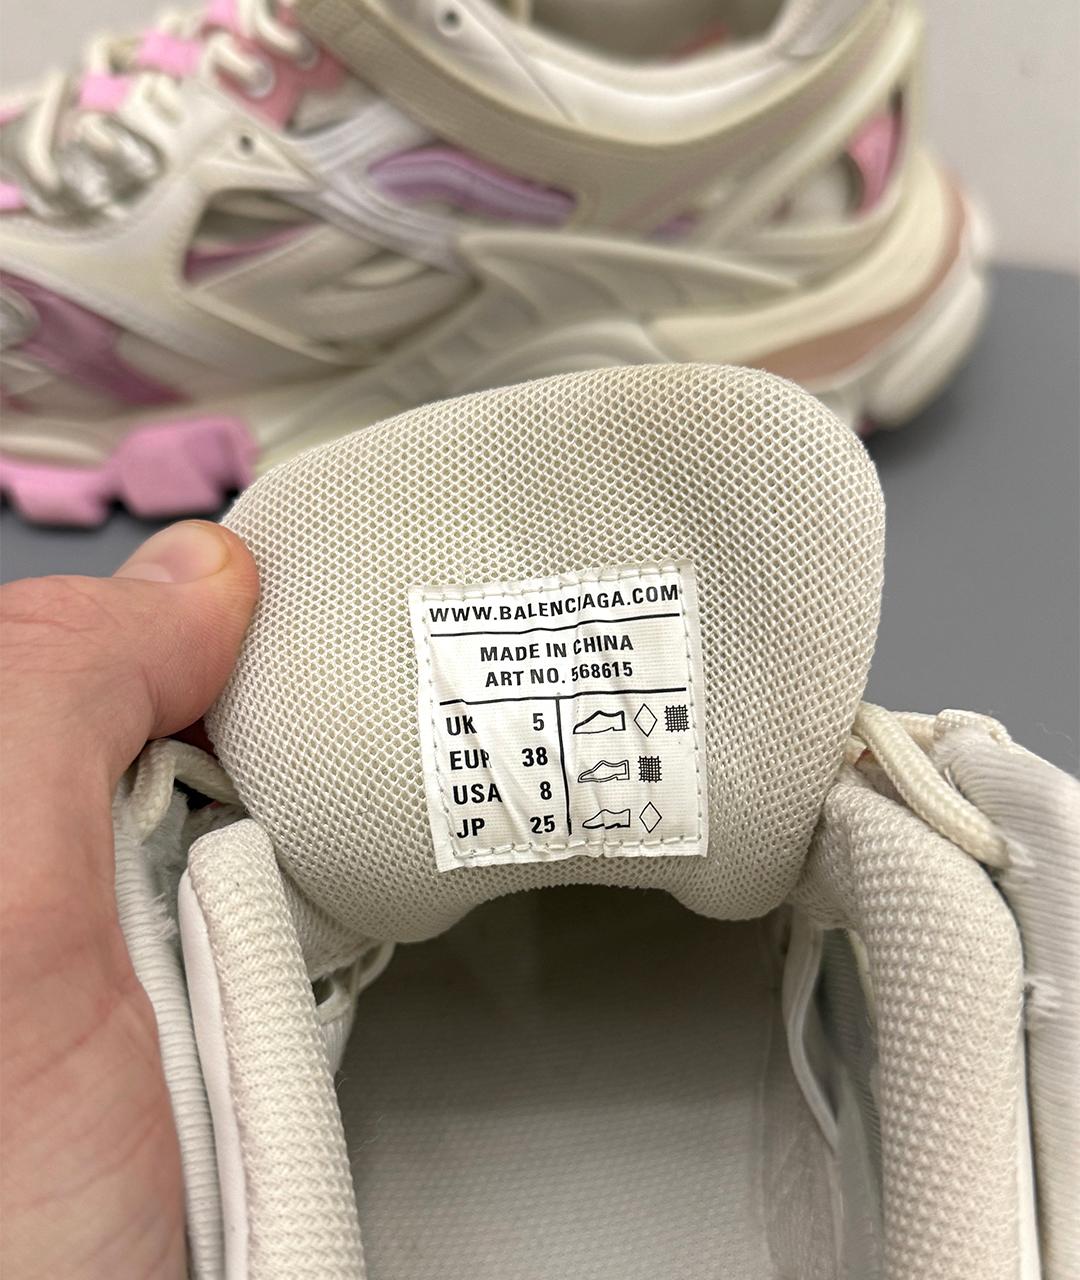 WWW.BALENCIAGA.COM
MADE IN CHINA
ART NO. 568615
UK 5
EUR 38
USA 8
JP 25